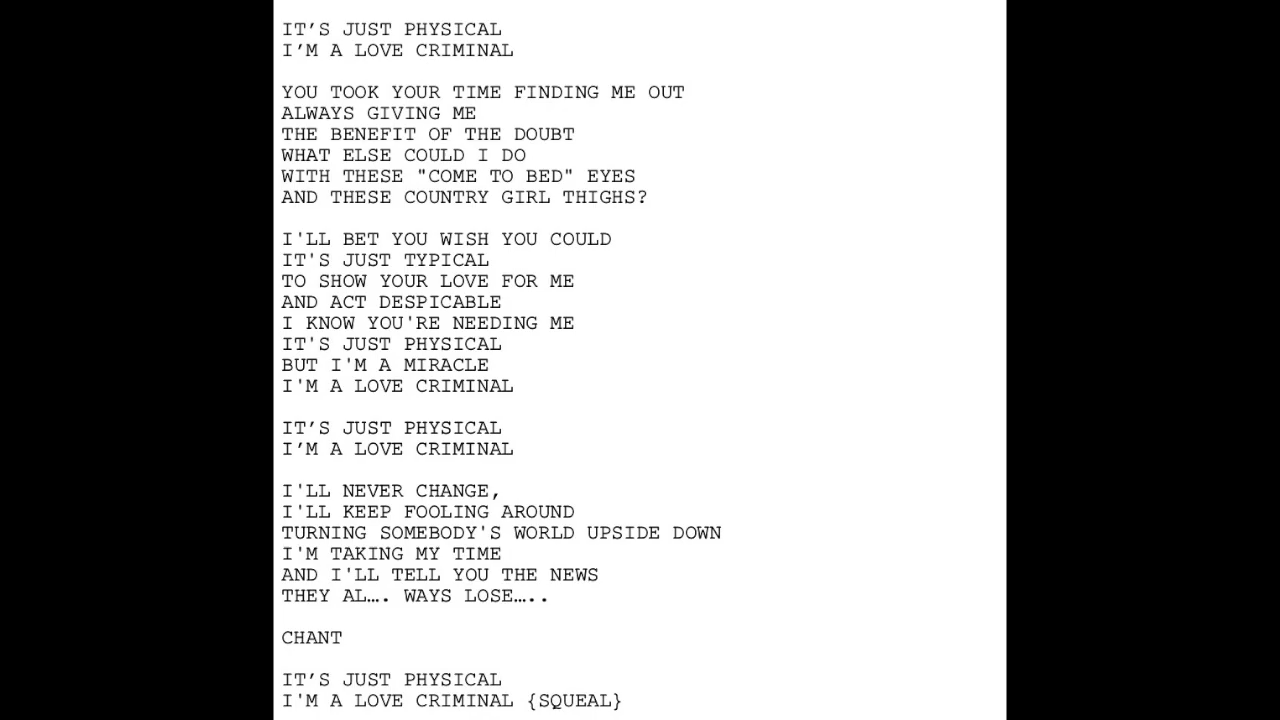 IT’S JUST PHYSICAL
I’M A LOVE CRIMINAL
YOU TOOK YOUR TIME FINDING ME OUT
ALWAYS GIVING ME
THE BENEFIT OF THE DOUBT
WHAT ELSE COULD I DO
WITH THESE "COME TO BED" EYES
AND THESE COUNTRY GIRL THIGHS?
I'LL BET YOU WISH YOU COULD
IT'S JUST TYPICAL
TO SHOW YOUR LOVE FOR ME
AND ACT DESPICABLE
I KNOW YOU'RE NEEDING ME
IT'S JUST PHYSICAL
BUT I'M A MIRACLE
I'M A LOVE CRIMINAL
IT’S JUST PHYSICAL
I’M A LOVE CRIMINAL
I'LL NEVER CHANGE,
I'LL KEEP FOOLING AROUND
TURNING SOMEBODY'S WORLD UPSIDE DOWN
I'M TAKING MY TIME
AND I'LL TELL YOU THE NEWS
THEY AL…. WAYS LOSE…..
CHANT
IT’S JUST PHYSICAL
I'M A LOVE CRIMINAL {SQUEAL}